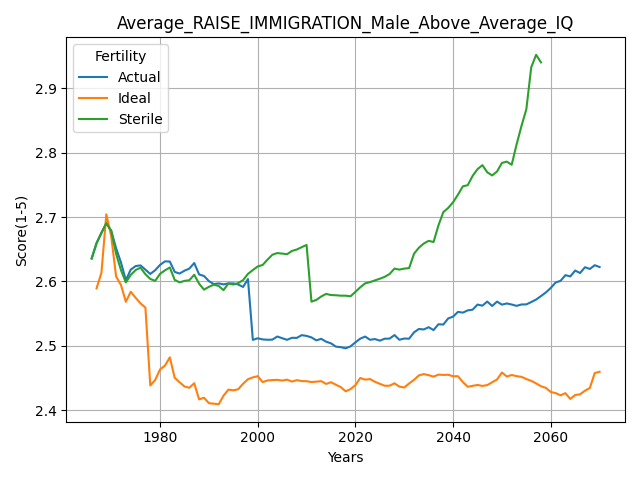 Average_RAISE_IMMIGRATION_Male_Above_Average_IQ
Fertility
Actual
Ideal
Sterile
Score(1-5)
2.9
2.8
2.7
2.6
2.5
2.4
1980
2000
2020
2040
2060
Years